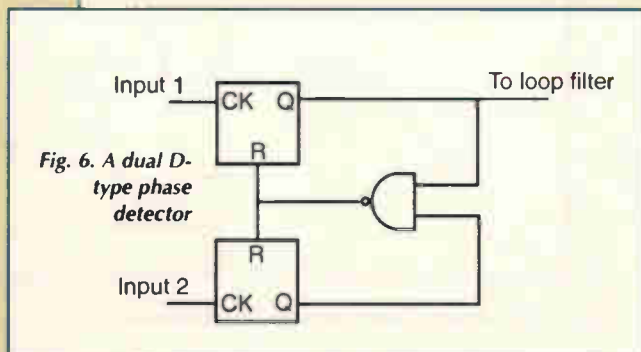 Input 1
CK Q
R
To loop filter
Fig. 6. A dual D-
type phase
detector
R
Input 2
CK Q